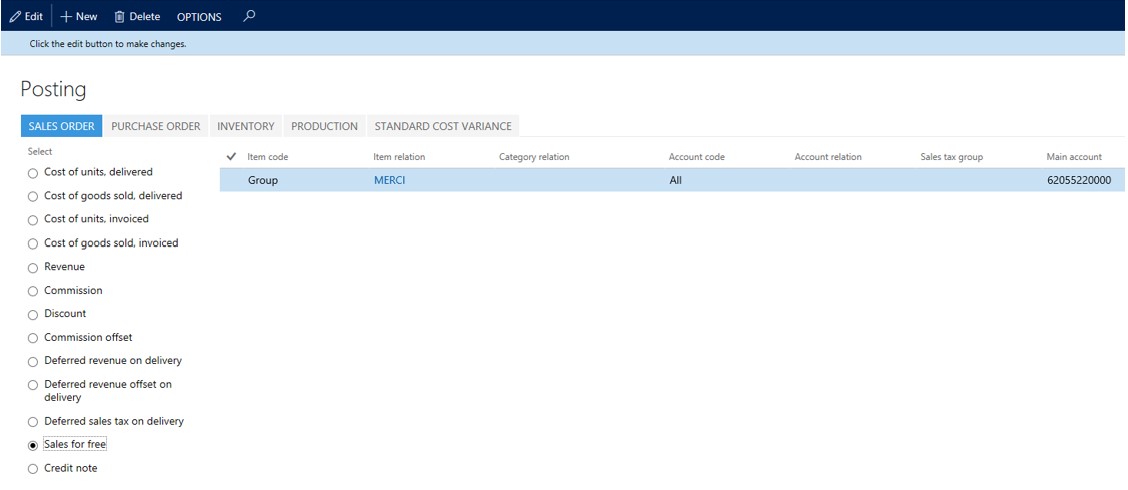 Edit New Delete OPTIONS
Click the edit button to make changes.
Posting
SALES ORDER PURCHASE ORDER INVENTORY PRODUCTION STANDARD COST VARIANCE
Select
Cost of units, delivered
Cost of goods sold, delivered
Cost of units, invoiced
Cost of goods sold, invoiced
Revenue
Commission
Discount
Commission offset
Deferred revenue on delivery
Deferred revenue offset on
delivery
Deferred sales tax on delivery
Sales for free
Credit note
Item code Item relation Category relation Account code Account relation Sales tax group Main account
Group MERCI All 62055220000